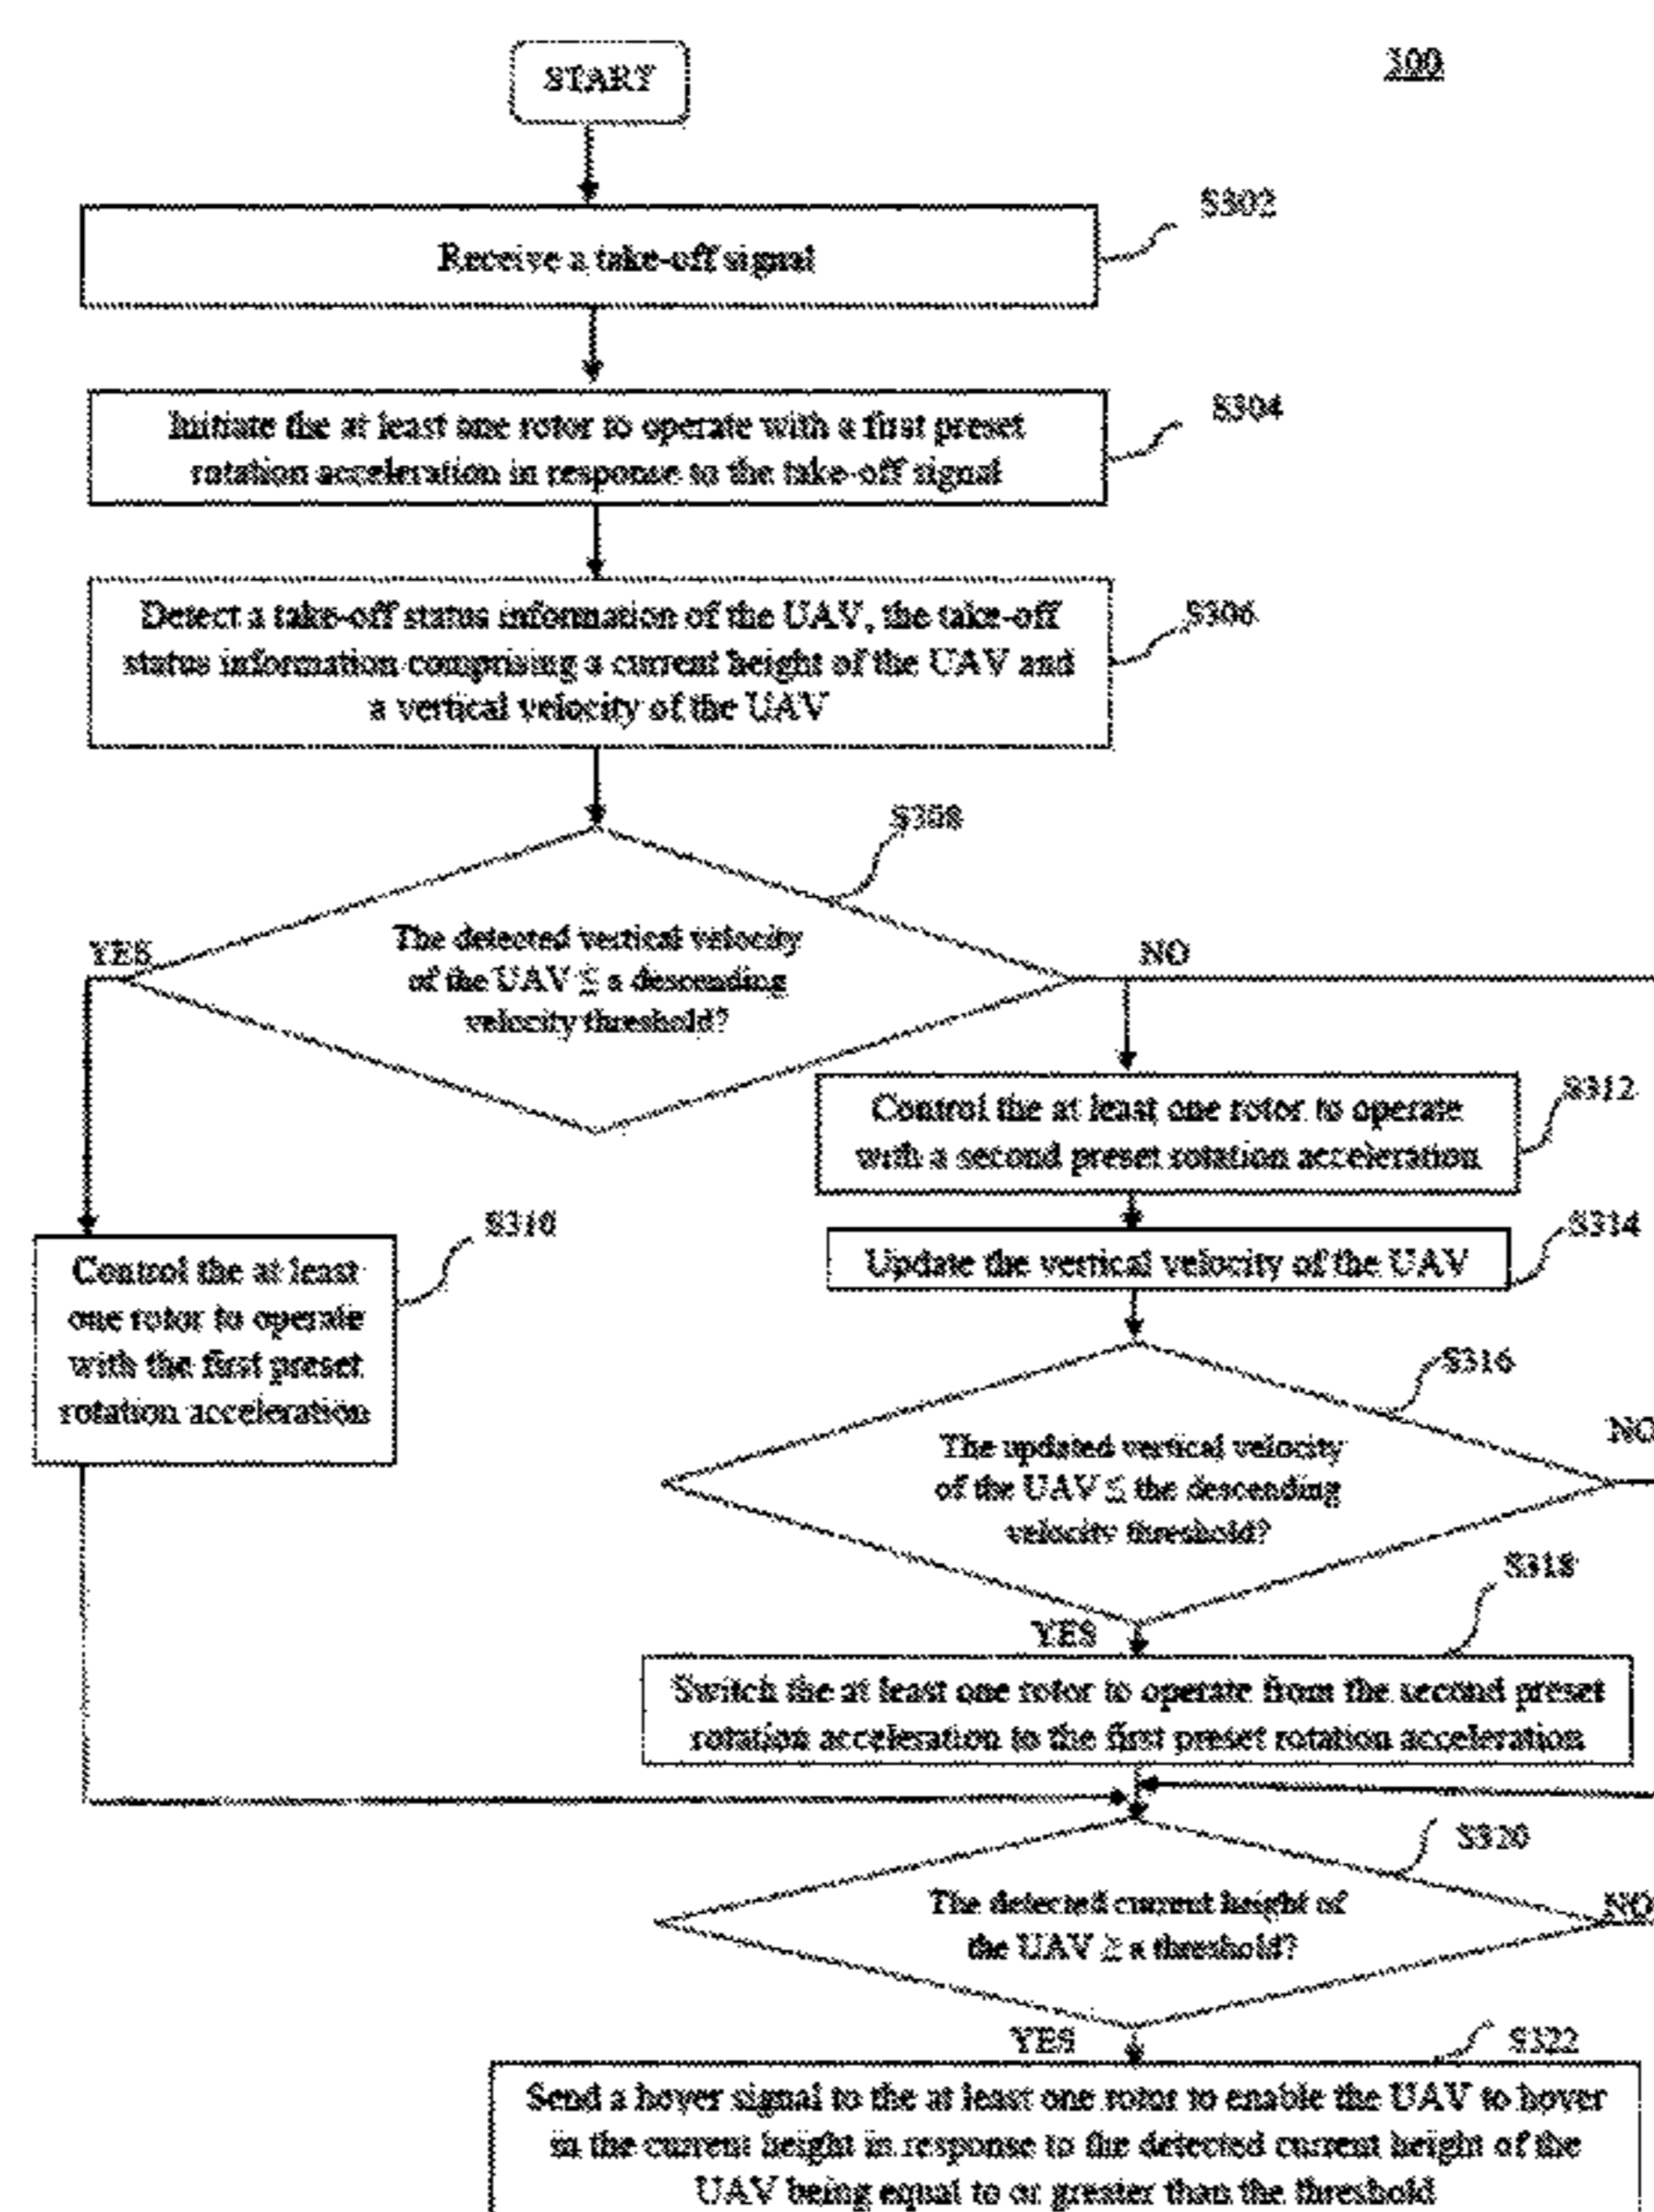 300
START
S302
Receive a take-off signal
S304
Initiate the at least one rotor to operate with a first preset
rotation acceleration in response to the take-off signal
S306
Detect a take-off status information of the UAV, the take-off
status information comprising a current height of the UAV and
a vertical velocity of the UAV
S308
YES
The detected vertical velocity
of the UAV ≦ a descending
velocity threshold?
NO
S312
Control the at least one rotor to operate
with a second preset rotation acceleration
S310
Control the at least
one rotor to operate
with the first preset
rotation acceleration
S314
Update the vertical velocity of the UAV
S316
The updated vertical velocity
of the UAV ≦ the descending
velocity threshold?
NO
S318
YES
Switch the at least one rotor to operate from the second preset
rotation acceleration to the first preset rotation acceleration
S320
The detected current height of
the UAV ≧ a threshold?
NO
YES
S322
Send a hover signal to the at least one rotor to enable the UAV to hover
in the current height in response to the detected current height of the
UAV being equal to or greater than the threshold